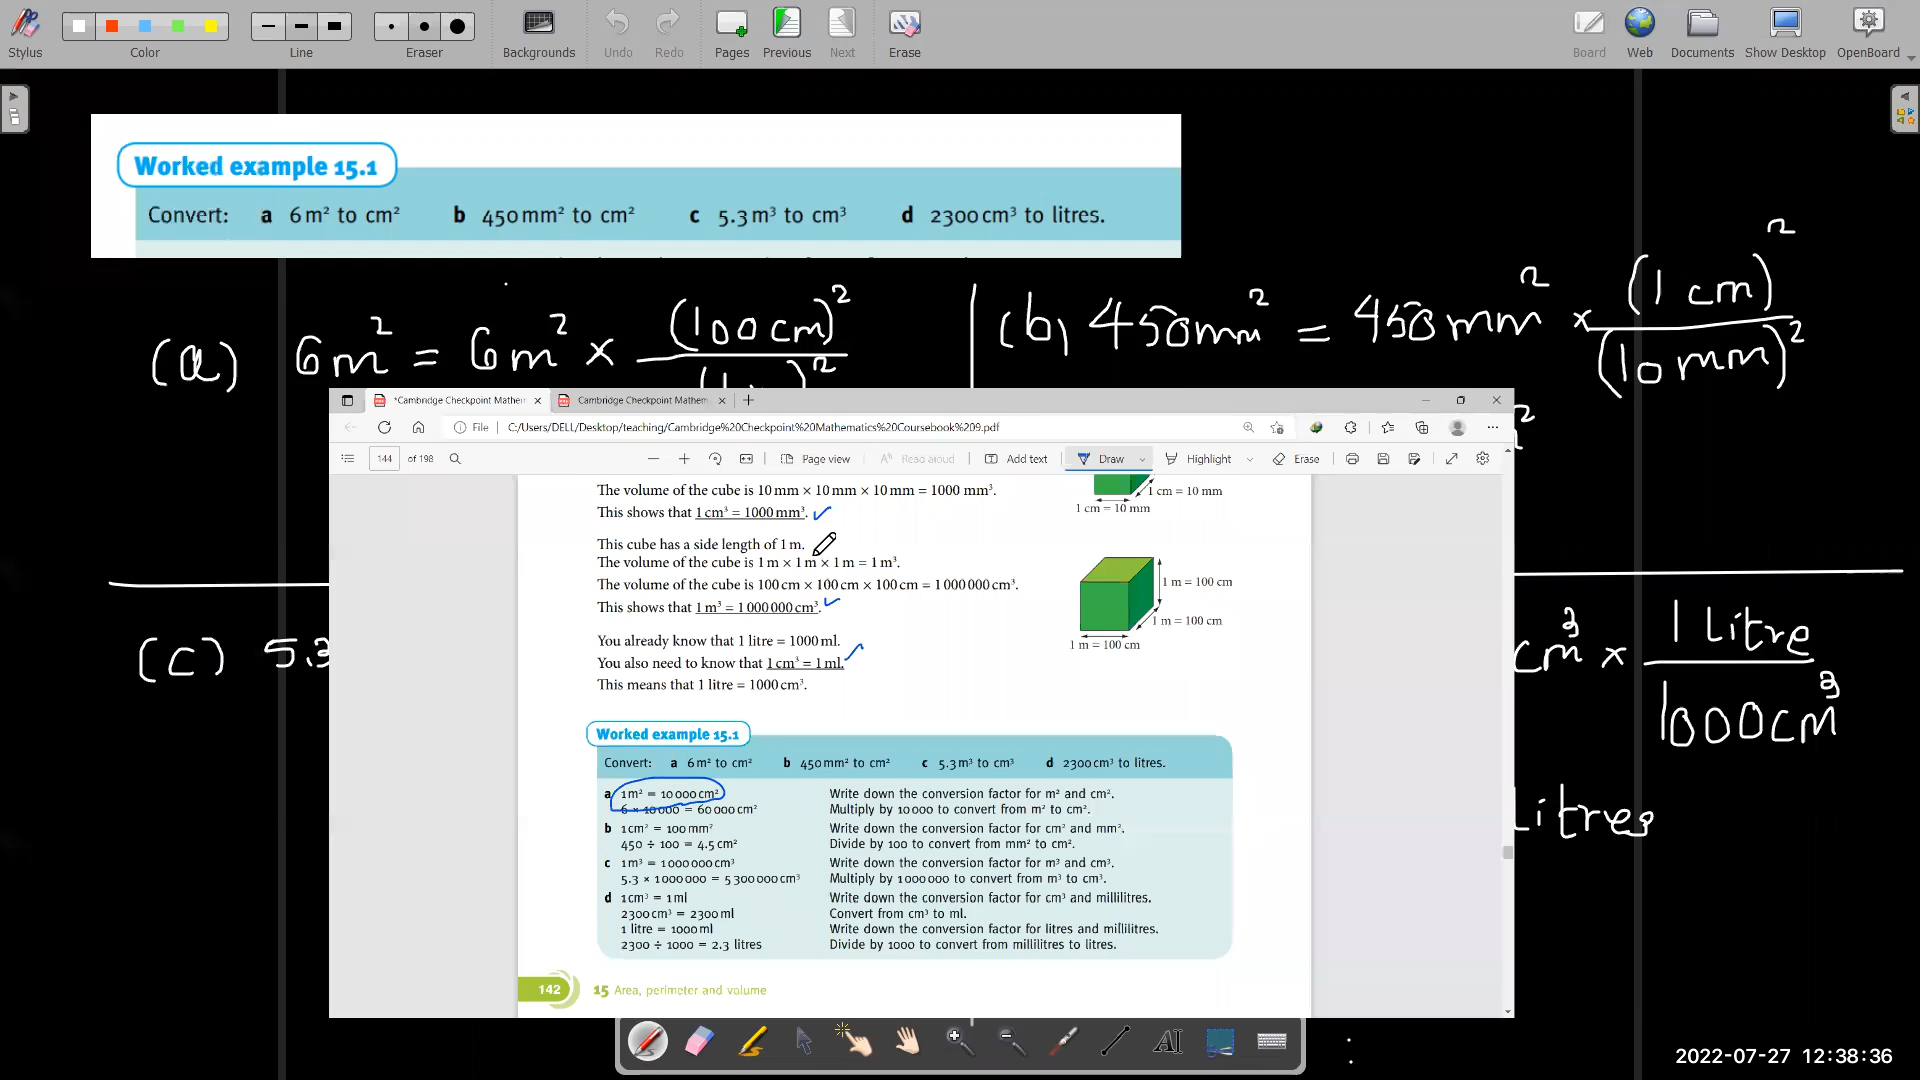 Stylus Color Line Eraser Backgrounds Undo Redo Pages Previous Next Erase Board Web Documents Show Desktop OpenBoard
Worked example 15.1
Convert: a 6 m² to cm² b 450 mm² to cm² c 5.3 m³ to cm³ d 2300 cm³ to litres.
(a) 6m² = 6m² × (100cm)²
(b) 450mm² = 450mm² × (1 cm)²
(10mm)²
*Cambridge Checkpoint Mathem
Cambridge Checkpoint Mathem
File C:/Users/DELL/Desktop/teaching/Cambridge%20Checkpoint%20Mathematics%20Coursebook%209.pdf
144 of 198 Page view Read aloud Add text Draw Highlight Erase
The volume of the cube is 10 mm × 10 mm × 10 mm = 1000 mm³.
1 cm = 10 mm
1 cm = 10 mm
This shows that 1 cm³ = 1000 mm³.
This cube has a side length of 1 m.
The volume of the cube is 1 m × 1 m × 1 m = 1 m³.
The volume of the cube is 100 cm × 100 cm × 100 cm = 1 000 000 cm³.
This shows that 1 m³ = 1 000 000 cm³.
1 m = 100 cm
1 m = 100 cm
1 m = 100 cm
You already know that 1 litre = 1000 ml.
You also need to know that 1 cm³ = 1 ml.
This means that 1 litre = 1000 cm³.
Worked example 15.1
Convert: a 6 m² to cm² b 450 mm² to cm² c 5.3 m³ to cm³ d 2300 cm³ to litres.
a 1 m² = 10 000 cm² Write down the conversion factor for m² and cm².
6 × 10 000 = 60 000 cm² Multiply by 10 000 to convert from m² to cm².
b 1 cm² = 100 mm² Write down the conversion factor for cm² and mm².
450 ÷ 100 = 4.5 cm² Divide by 100 to convert from mm² to cm².
c 1 m³ = 1 000 000 cm³ Write down the conversion factor for m³ and cm³.
5.3 × 1 000 000 = 5 300 000 cm³ Multiply by 1 000 000 to convert from m³ to cm³.
d 1 cm³ = 1 ml Write down the conversion factor for cm³ and millilitres.
2300 cm³ = 2300 ml Convert from cm³ to ml.
1 litre = 1000 ml Write down the conversion factor for litres and millilitres.
2300 ÷ 1000 = 2.3 litres Divide by 1000 to convert from millilitres to litres.
142 15 Area, perimeter and volume
(c) 5.3
cm³ × 1 litre
1000cm³
litres
2022-07-27 12:38:36